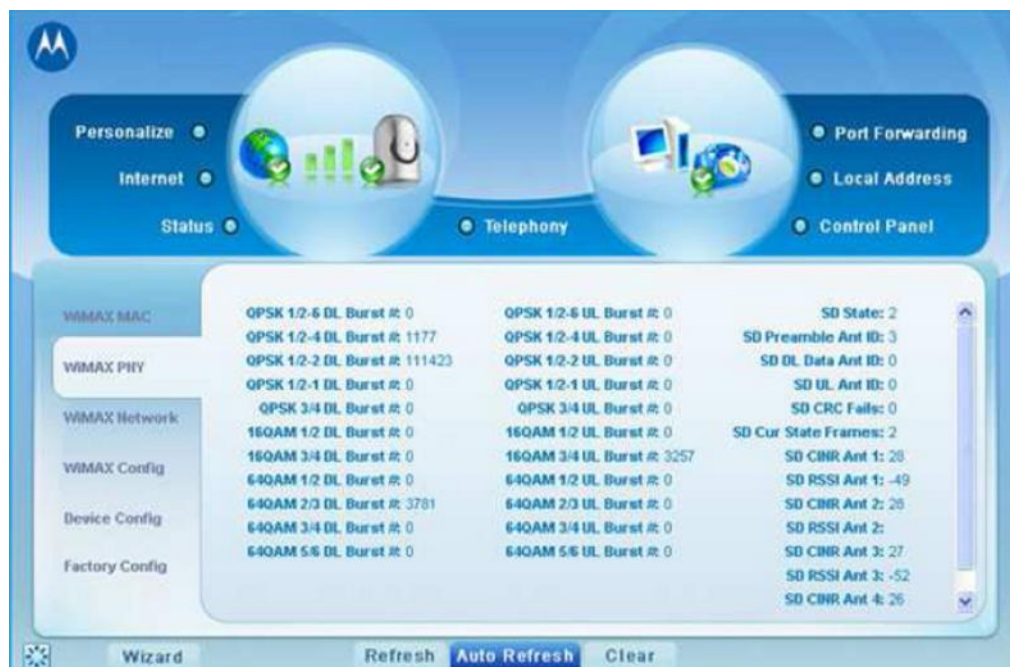 Personalize
Internet
Status
Telephony
Port Forwarding
Local Address
Control Panel
WiMAX MAC
WiMAX PHY
WiMAX Network
WiMAX Config
Device Config
Factory Config
QPSK 1/2-6 DL Burst #: 0
QPSK 1/2-4 DL Burst #: 1177
QPSK 1/2-2 DL Burst #: 111423
QPSK 1/2-1 DL Burst #: 0
QPSK 3/4 DL Burst #: 0
16QAM 1/2 DL Burst #: 0
16QAM 3/4 DL Burst #: 0
64QAM 1/2 DL Burst #: 0
64QAM 2/3 DL Burst #: 3781
64QAM 3/4 DL Burst #: 0
64QAM 5/6 DL Burst #: 0
QPSK 1/2-6 UL Burst #: 0
QPSK 1/2-4 UL Burst #: 0
QPSK 1/2-2 UL Burst #: 0
QPSK 1/2-1 UL Burst #: 0
QPSK 3/4 UL Burst #: 0
16QAM 1/2 UL Burst #: 0
16QAM 3/4 UL Burst #: 3257
64QAM 1/2 UL Burst #: 0
64QAM 2/3 UL Burst #: 0
64QAM 3/4 UL Burst #: 0
64QAM 5/6 UL Burst #: 0
SD State: 2
SD Preamble Ant ID: 3
SD DL Data Ant ID: 0
SD UL Ant ID: 0
SD CRC Fails: 0
SD Cur State Frames: 2
SD CINR Ant 1: 28
SD RSSI Ant 1: -49
SD CINR Ant 2: 28
SD RSSI Ant 2:
SD CINR Ant 3: 27
SD RSSI Ant 3: -52
SD CINR Ant 4: 26
Wizard
Refresh
Auto Refresh
Clear